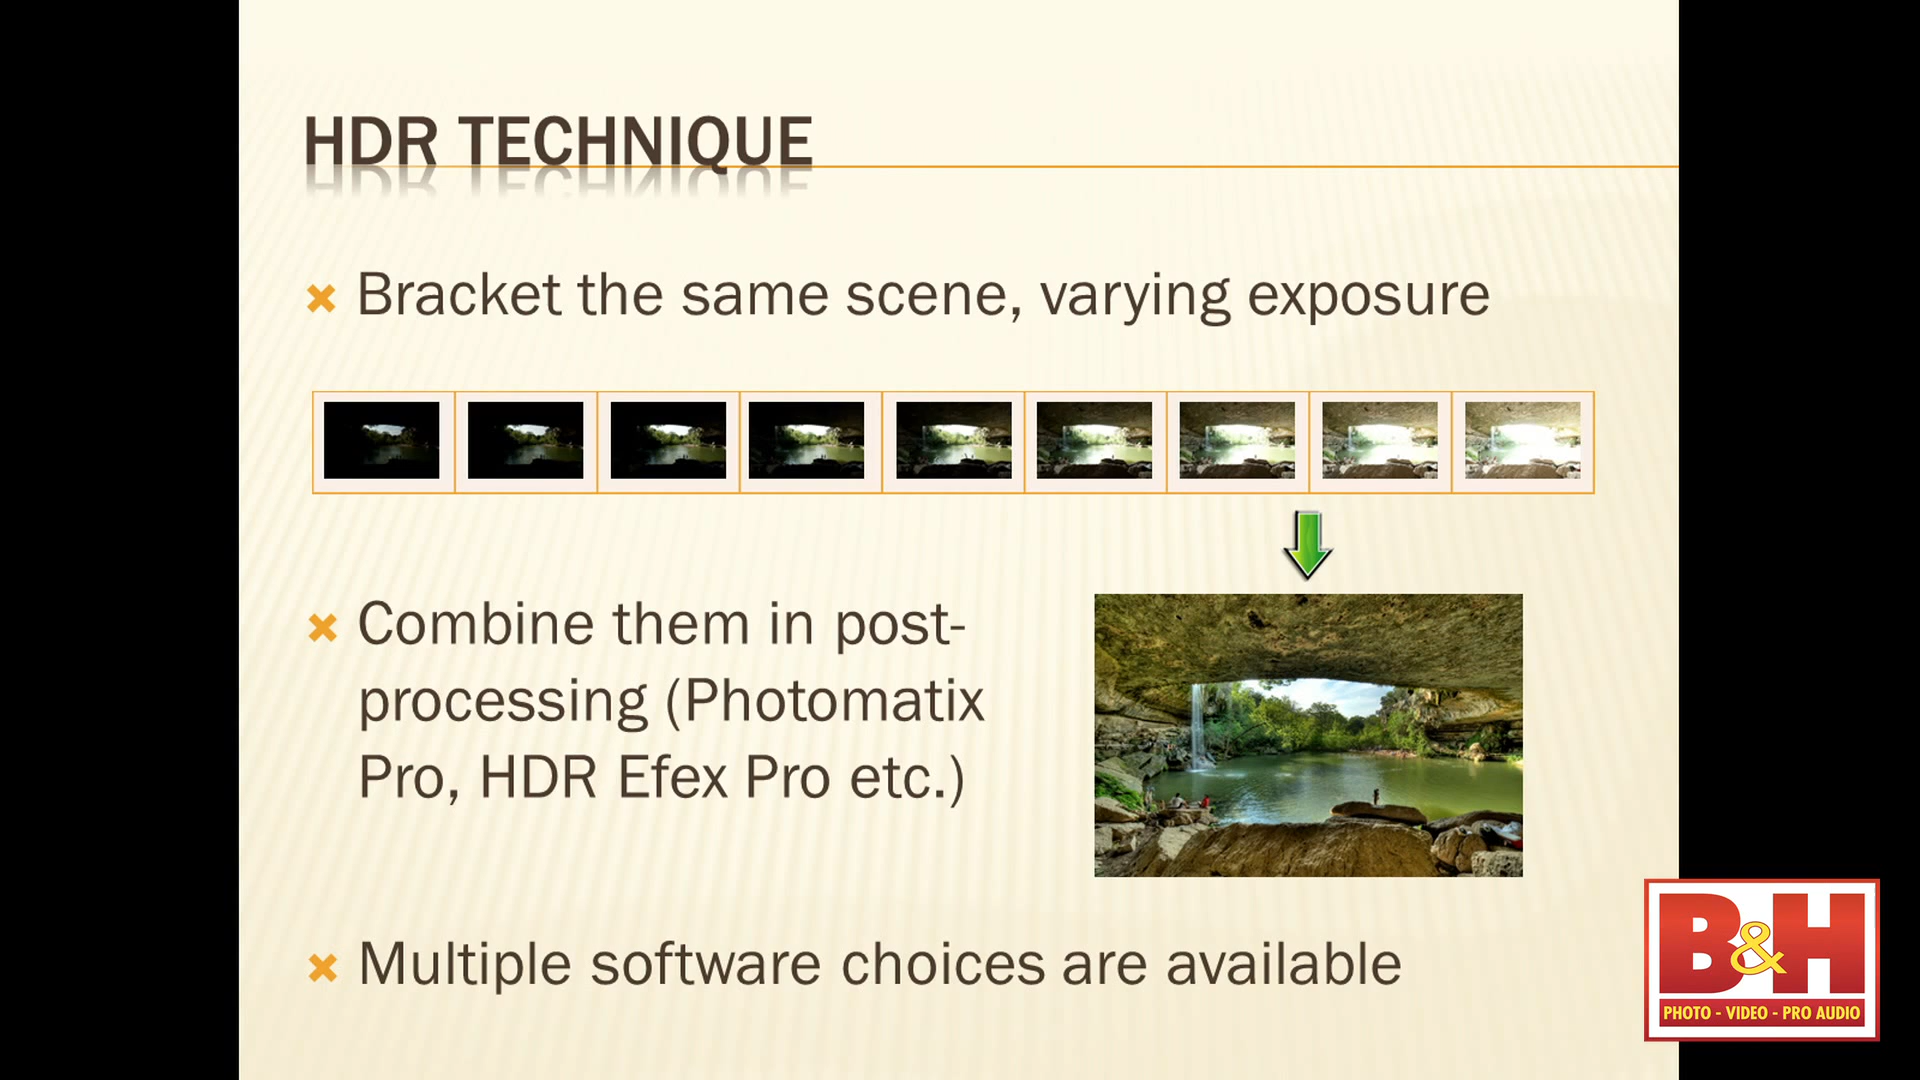 HDR TECHNIQUE
Bracket the same scene, varying exposure
Combine them in post-
processing (Photomatix
Pro, HDR Efex Pro etc.)
Multiple software choices are available
B&H
PHOTO - VIDEO - PRO AUDIO